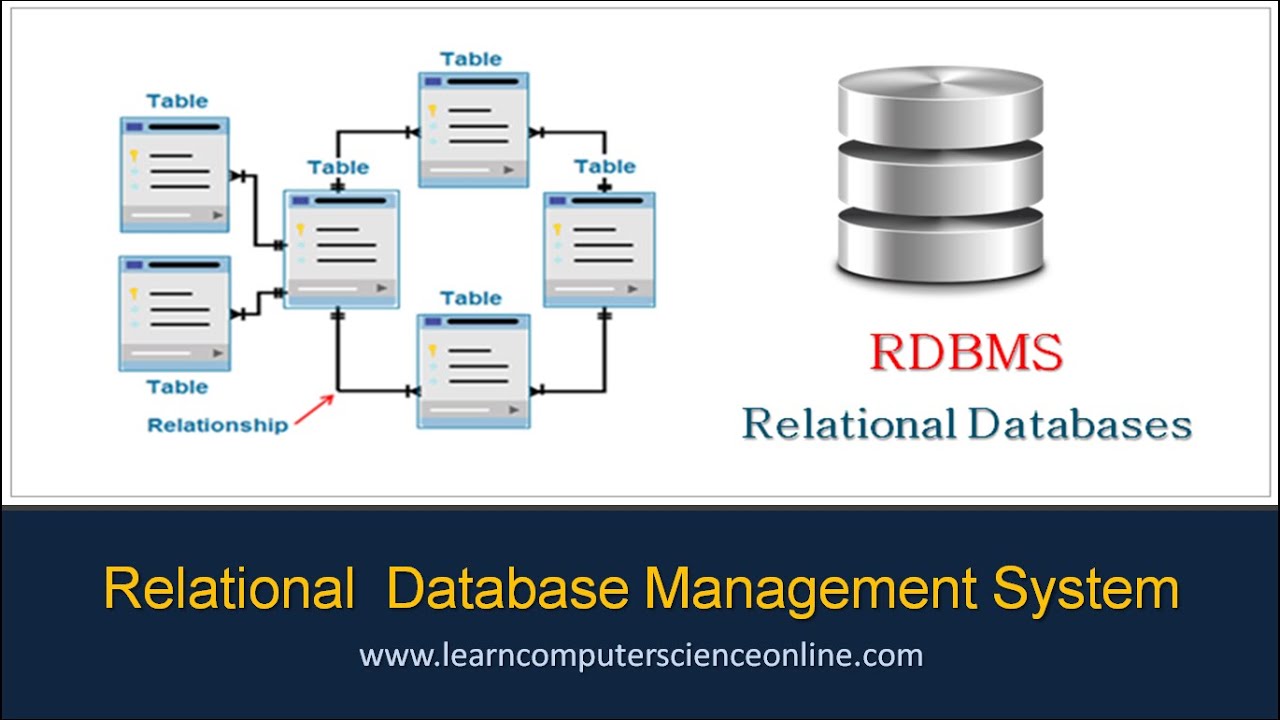 Table
Table
Table
Table
Table
Table
Relationship
RDBMS
Relational Databases
Relational Database Management System
www.learncomputerscienceonline.com